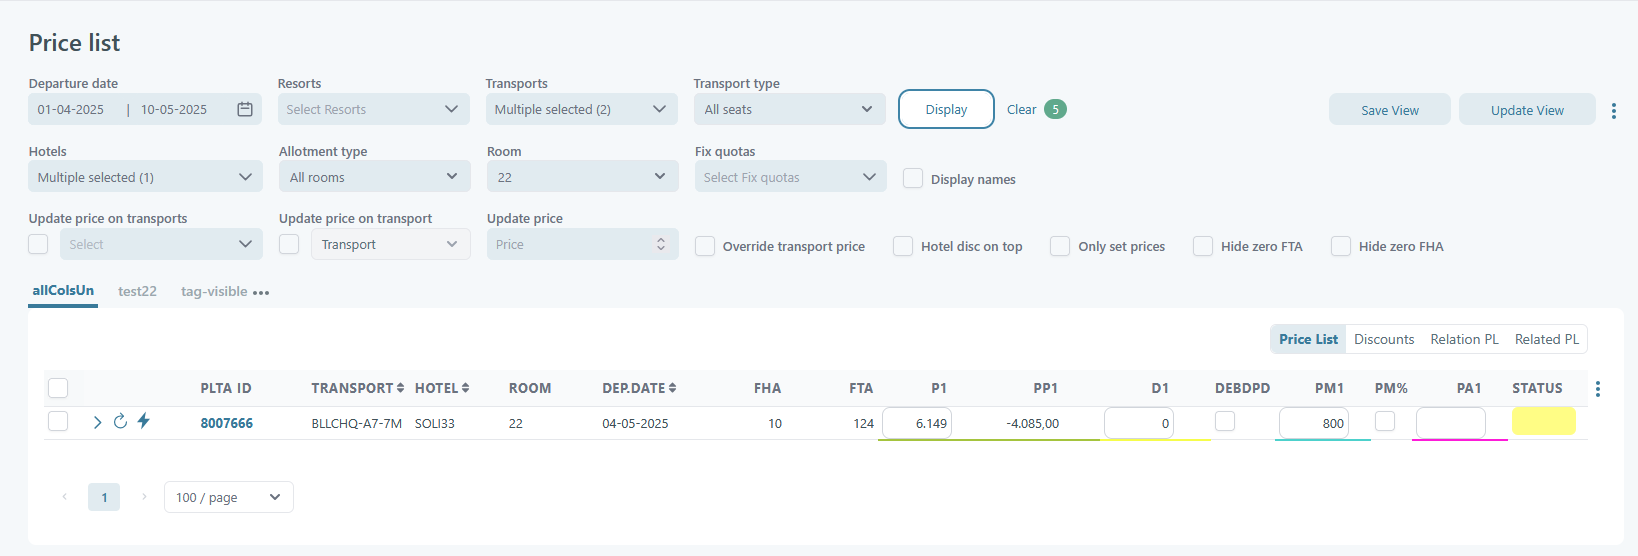 Price list
Departure date Resorts Transports Transport type
01-04-2025 | 10-05-2025 Select Resorts Multiple selected (2) All seats Display Clear 5 Save View Update View
Hotels Allotment type Room Fix quotas
Multiple selected (1) All rooms 22 Select Fix quotas Display names
Update price on transports Update price on transport Update price
Select Transport Price Override transport price Hotel disc on top Only set prices Hide zero FTA Hide zero FHA
allColsUn test22 tag-visible •••
Price List Discounts Relation PL Related PL
PLTA ID TRANSPORT HOTEL ROOM DEP.DATE FHA FTA P1 PP1 D1 DEBDPD PM1 PM% PA1 STATUS
8007666 BLLCHQ-A7-7M SOLI33 22 04-05-2025 10 124 6.149 -4.085,00 0 800
1 100 / page